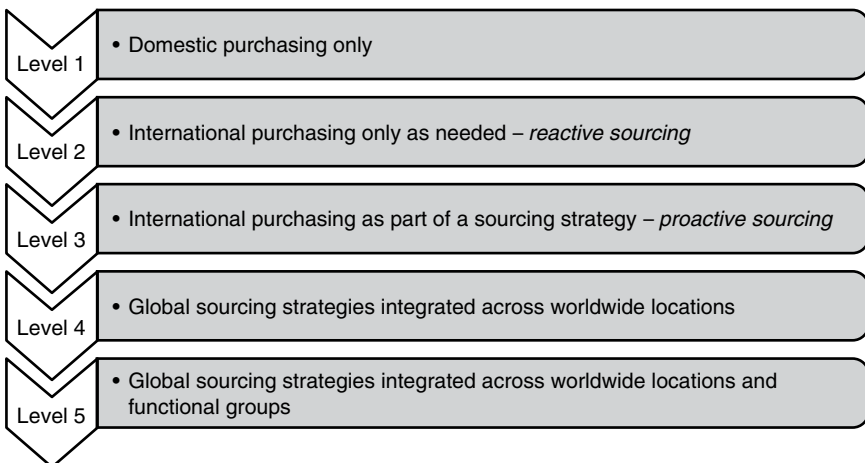 Level 1
• Domestic purchasing only
Level 2
• International purchasing only as needed – reactive sourcing
Level 3
• International purchasing as part of a sourcing strategy – proactive sourcing
Level 4
• Global sourcing strategies integrated across worldwide locations
Level 5
• Global sourcing strategies integrated across worldwide locations and
functional groups